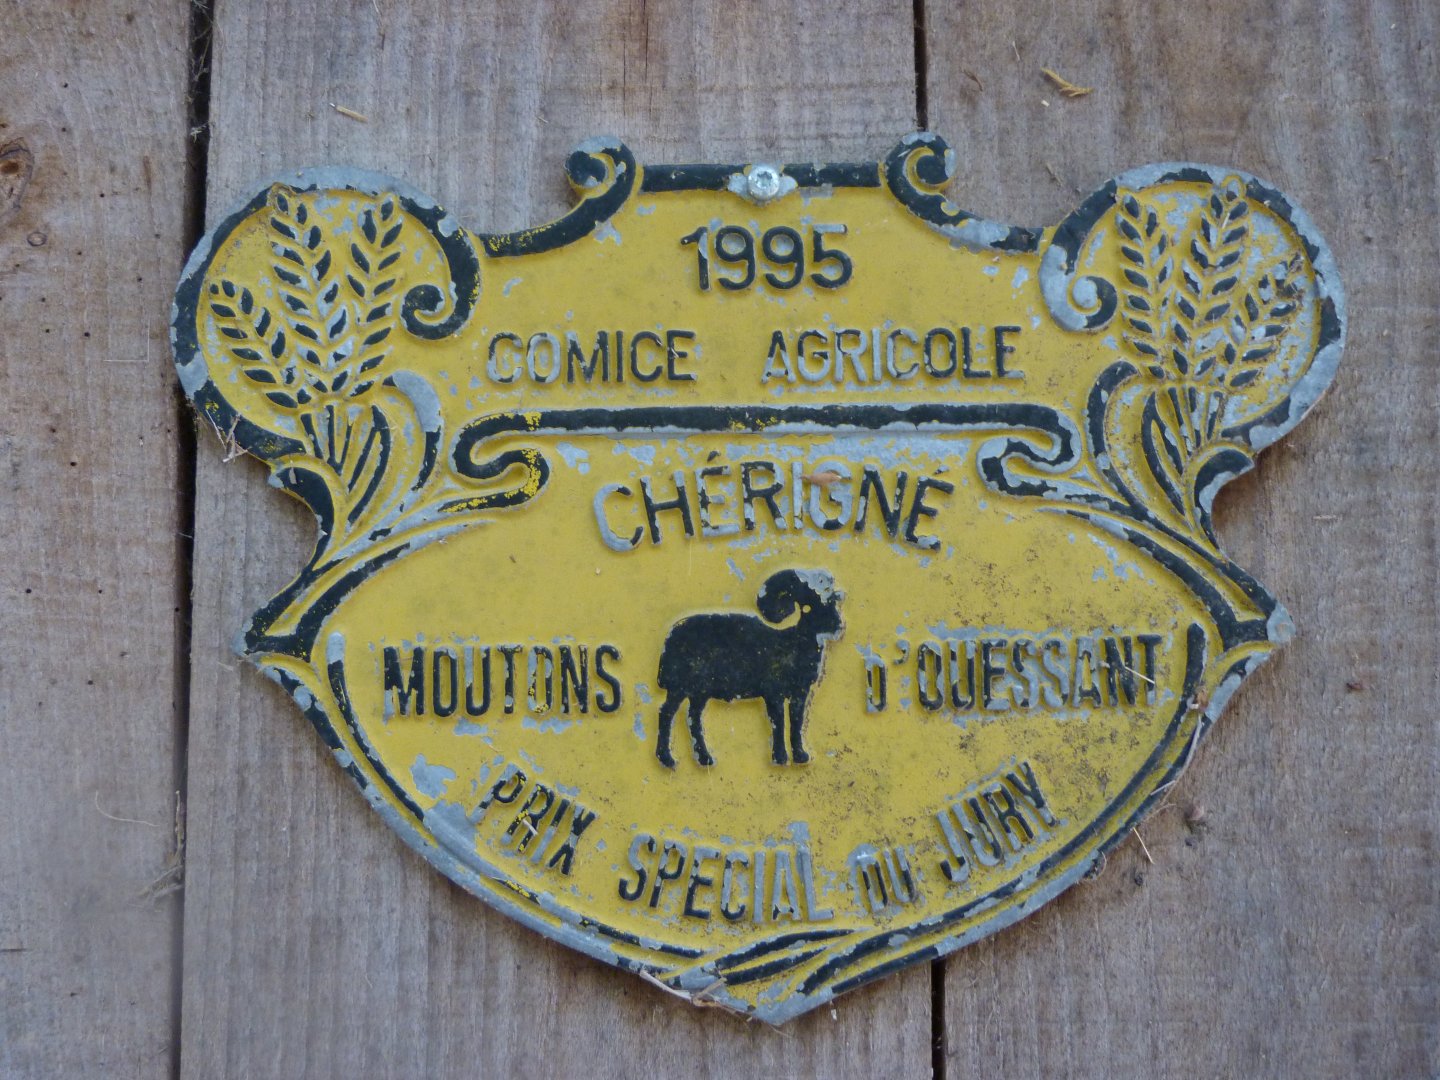 1995
COMICE AGRICOLE
CHÉRIGNÉ
MOUTONS D'OUESSANT
PRIX SPECIAL DU JURY